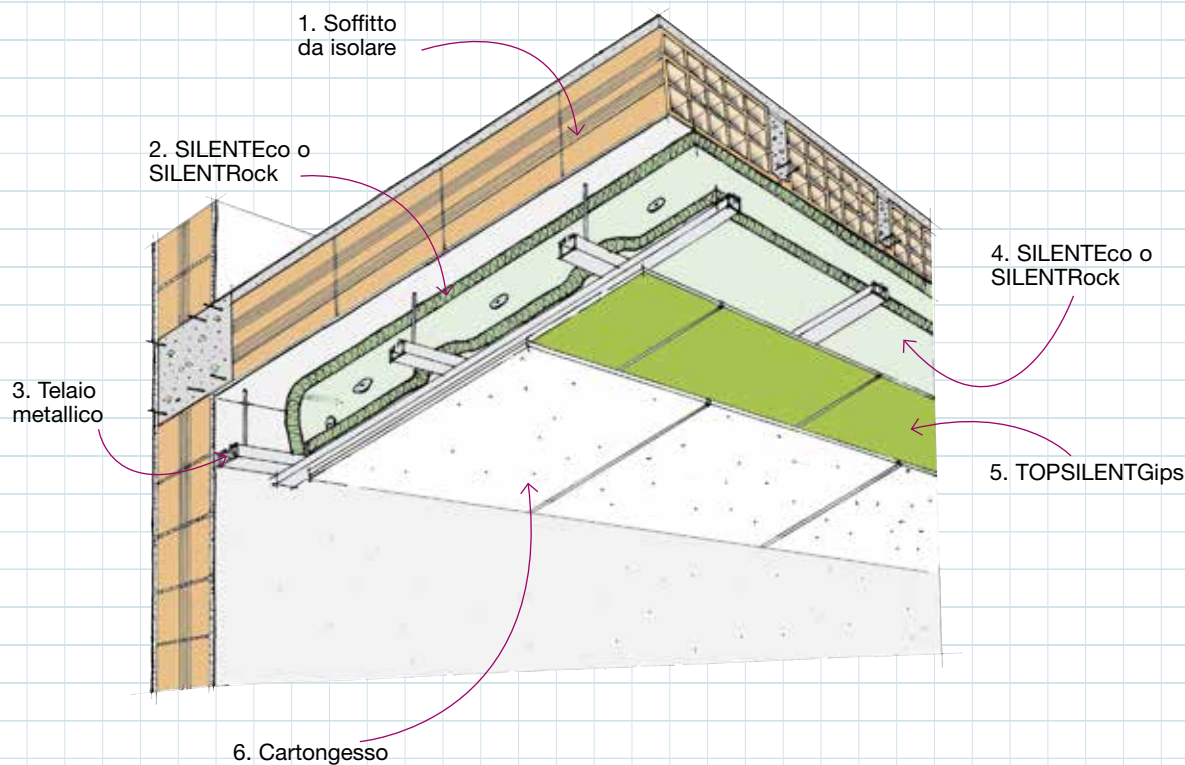 1. Soffitto
da isolare
2. SILENTEco o
SILENTRock
3. Telaio
metallico
4. SILENTEco o
SILENTRock
5. TOPSILENTGips
6. Cartongesso